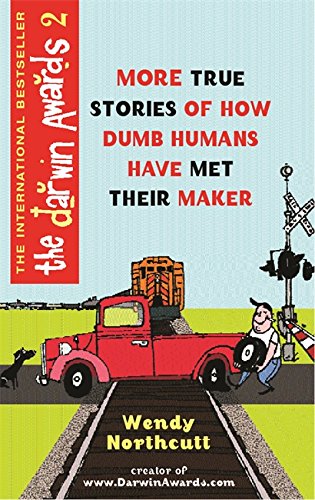 THE INTERNATIONAL BESTSELLER
the darwin awards 2
MORE TRUE
STORIES OF HOW
DUMB HUMANS
HAVE MET
THEIR MAKER
Wendy
Northcutt
creator of
www.DarwinAwards.com